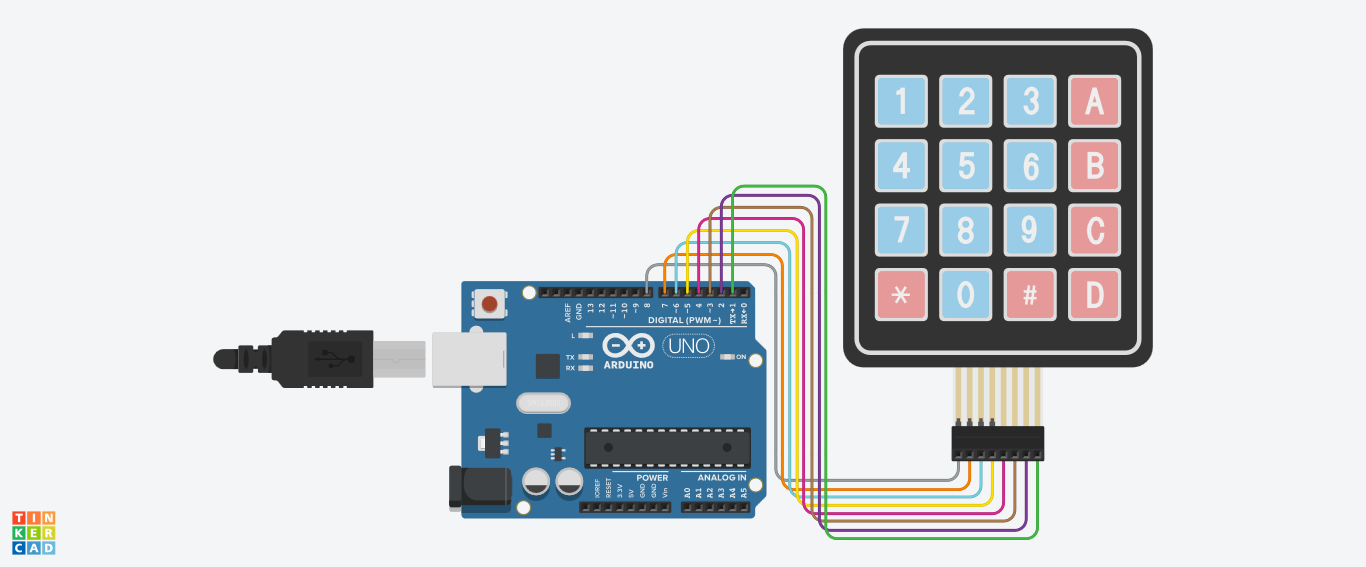 1 2 3 A
4 5 6 B
7 8 9 C
* 0 # D
AREF
GND
13
12
~11
~10
~9
8
7
~6
~5
4
~3
2
TX→1
RX←0
DIGITAL (PWM~)
L
TX
RX
ARDUINO
UNO
ON
POWER
ANALOG IN
IOREF
RESET
3.3V
5V
GND
GND
Vin
A0
A1
A2
A3
A4
A5
TIN
KER
CAD